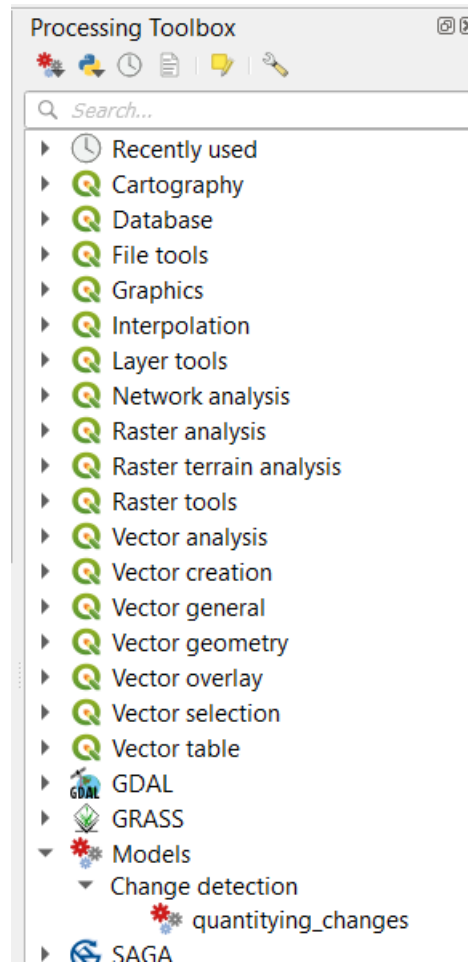 Processing Toolbox
Search...
Recently used
Cartography
Database
File tools
Graphics
Interpolation
Layer tools
Network analysis
Raster analysis
Raster terrain analysis
Raster tools
Vector analysis
Vector creation
Vector general
Vector geometry
Vector overlay
Vector selection
Vector table
GDAL GDAL
GRASS
Models
Change detection
quantitying_changes
SAGA